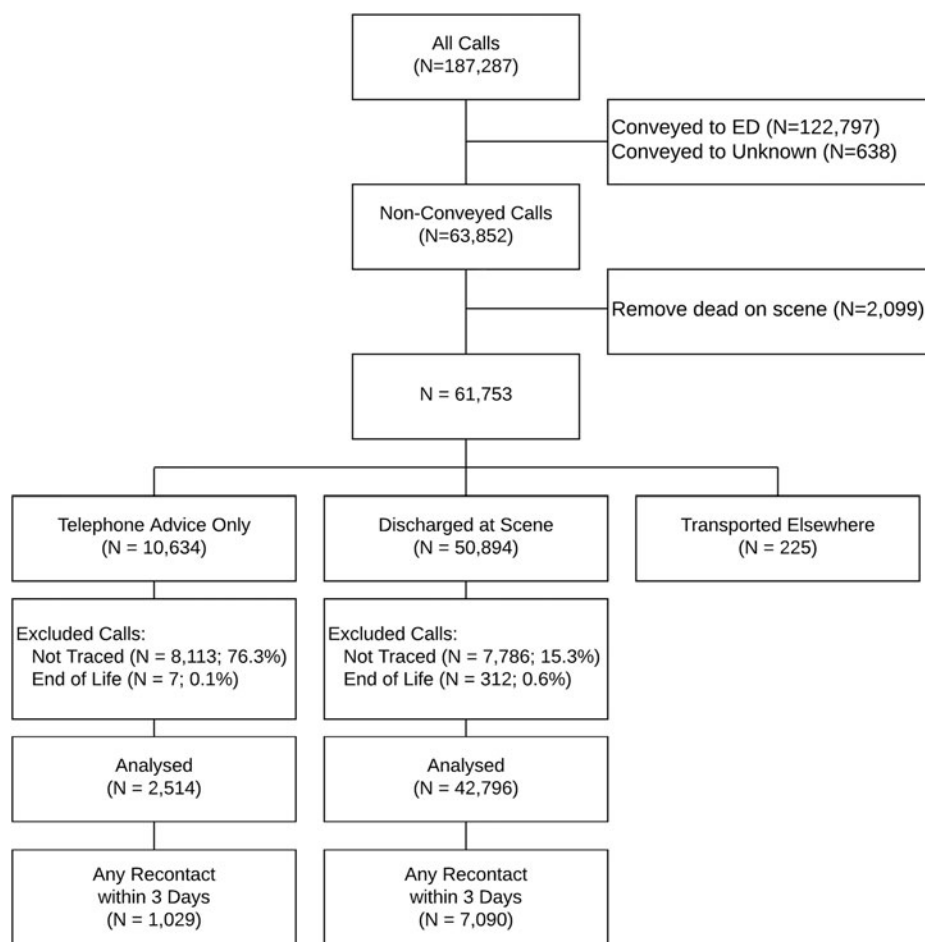 All Calls
(N=187,287)
Conveyed to ED (N=122,797)
Conveyed to Unknown (N=638)
Non-Conveyed Calls
(N=63,852)
Remove dead on scene (N=2,099)
N = 61,753
Telephone Advice Only
(N = 10,634)
Discharged at Scene
(N = 50,894)
Transported Elsewhere
(N = 225)
Excluded Calls:
Not Traced (N = 8,113; 76.3%)
End of Life (N = 7; 0.1%)
Excluded Calls:
Not Traced (N = 7,786; 15.3%)
End of Life (N = 312; 0.6%)
Analysed
(N = 2,514)
Analysed
(N = 42,796)
Any Recontact
within 3 Days
(N = 1,029)
Any Recontact
within 3 Days
(N = 7,090)